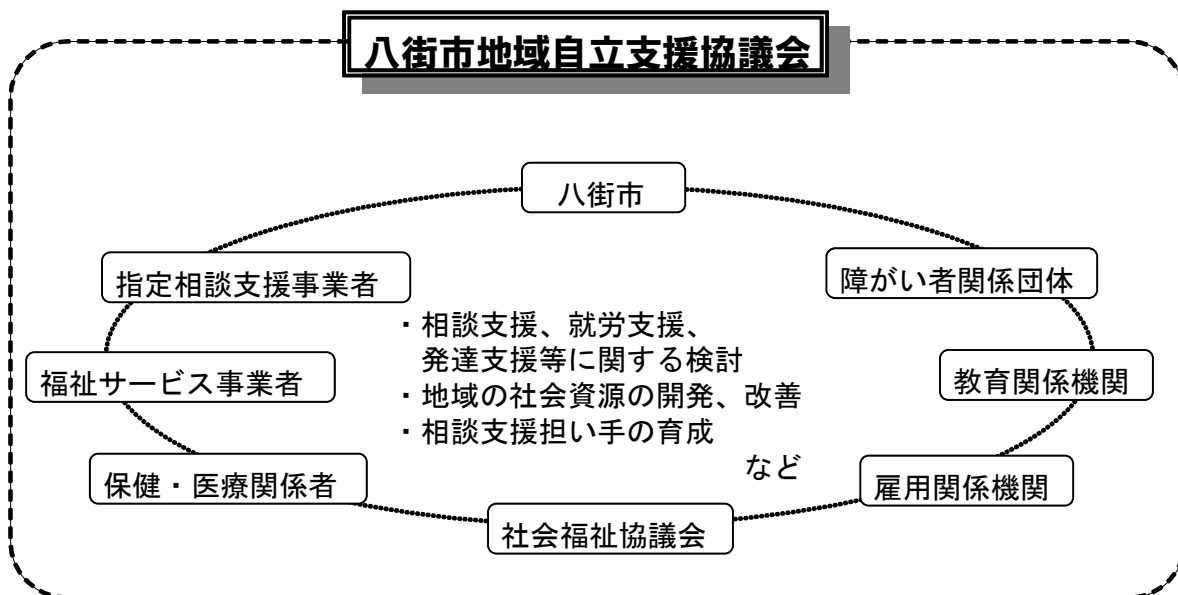 八街市地域自立支援協議会
八街市
指定相談支援事業者
障がい者関係団体
・相談支援、就労支援、
発達支援等に関する検討
・地域の社会資源の開発、改善
・相談支援担い手の育成
など
福祉サービス事業者
教育関係機関
保健・医療関係者
雇用関係機関
社会福祉協議会